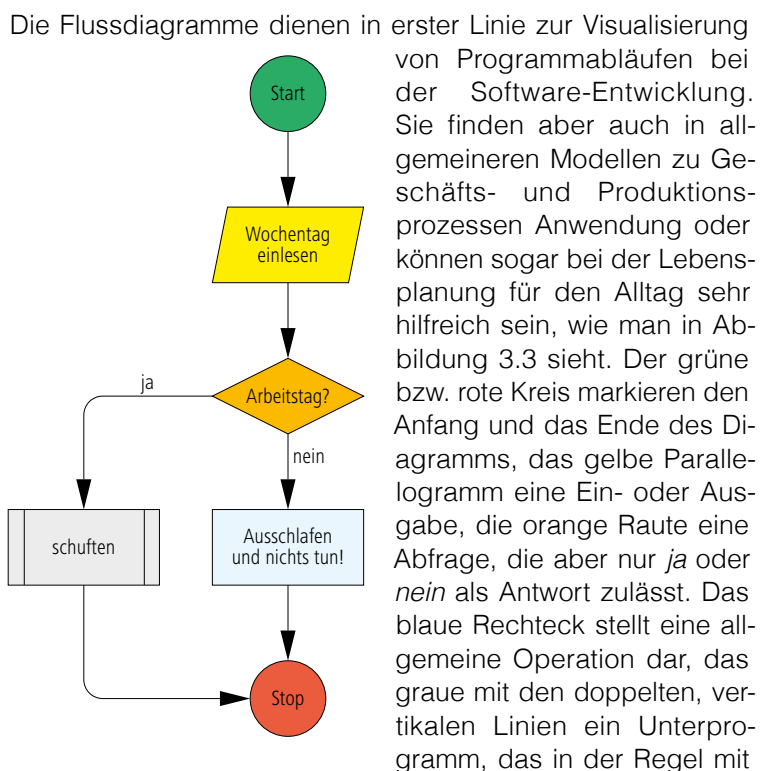 Die Flussdiagramme dienen in erster Linie zur Visualisierung
von Programmabläufen bei
der Software-Entwicklung.
Sie finden aber auch in all-
gemeineren Modellen zu Ge-
schäfts- und Produktions-
prozessen Anwendung oder
können sogar bei der Lebens-
planung für den Alltag sehr
hilfreich sein, wie man in Ab-
bildung 3.3 sieht. Der grüne
bzw. rote Kreis markieren den
Anfang und das Ende des Di-
agramms, das gelbe Paralle-
logramm eine Ein- oder Aus-
gabe, die orange Raute eine
Abfrage, die aber nur ja oder
nein als Antwort zulässt. Das
blaue Rechteck stellt eine all-
gemeine Operation dar, das
graue mit den doppelten, ver-
tikalen Linien ein Unterpro-
gramm, das in der Regel mit
Start
Wochentag
einlesen
Arbeitstag?
ja
nein
schuften
Ausschlafen
und nichts tun!
Stop